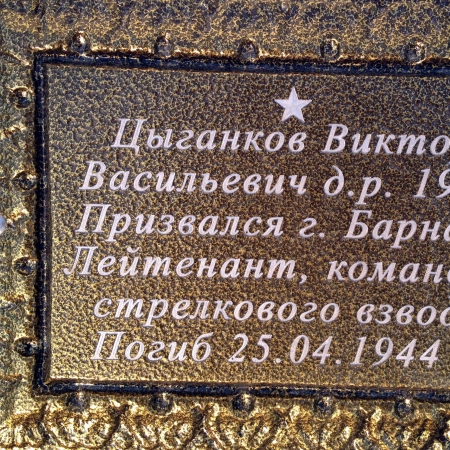 Цыганков Викто
Васильевич д.р. 19
Призвался г. Барна
Лейтенант, коман
стрелкового взвод
Погиб 25.04.1944